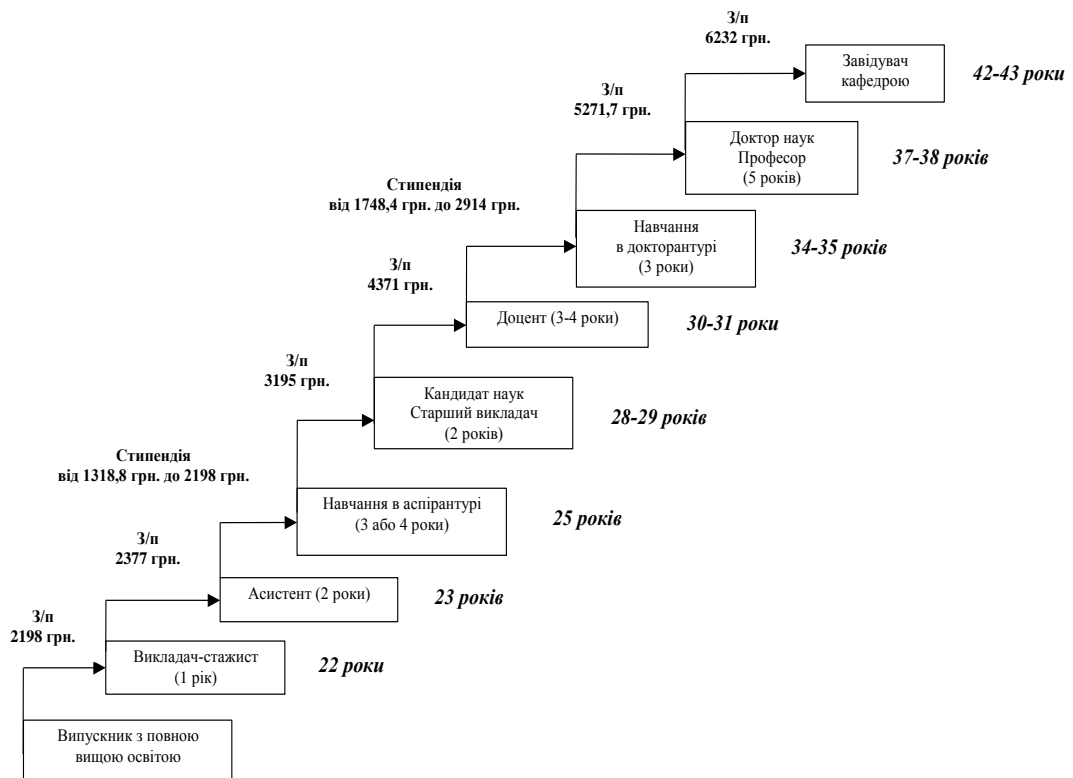 З/п
6232 грн.
Завідувач
кафедрою
42-43 роки
З/п
5271,7 грн.
Доктор наук
Професор
(5 років)
37-38 років
Стипендія
від 1748,4 грн. до 2914 грн.
Навчання
в докторантурі
(3 роки)
34-35 років
З/п
4371 грн.
Доцент (3-4 роки)
30-31 роки
З/п
3195 грн.
Кандидат наук
Старший викладач
(2 років)
28-29 років
Стипендія
від 1318,8 грн. до 2198 грн.
Навчання в аспірантурі
(3 або 4 роки)
25 років
З/п
2377 грн.
Асистент (2 роки)
23 років
З/п
2198 грн.
Викладач-стажист
(1 рік)
22 роки
Випускник з повною
вищою освітою